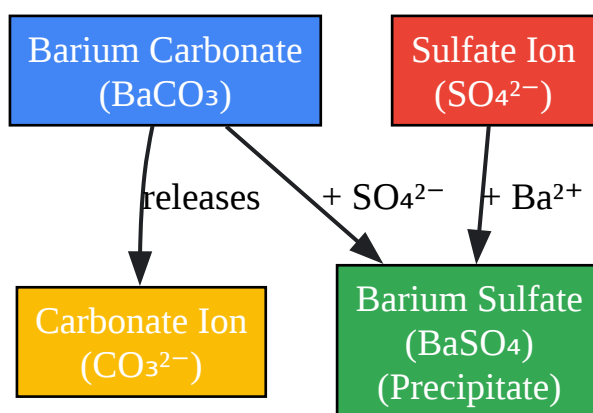 Barium Carbonate
(BaCO₃)
Sulfate Ion
(SO₄²⁻)
releases
+ SO₄²⁻
+ Ba²⁺
Carbonate Ion
(CO₃²⁻)
Barium Sulfate
(BaSO₄)
(Precipitate)